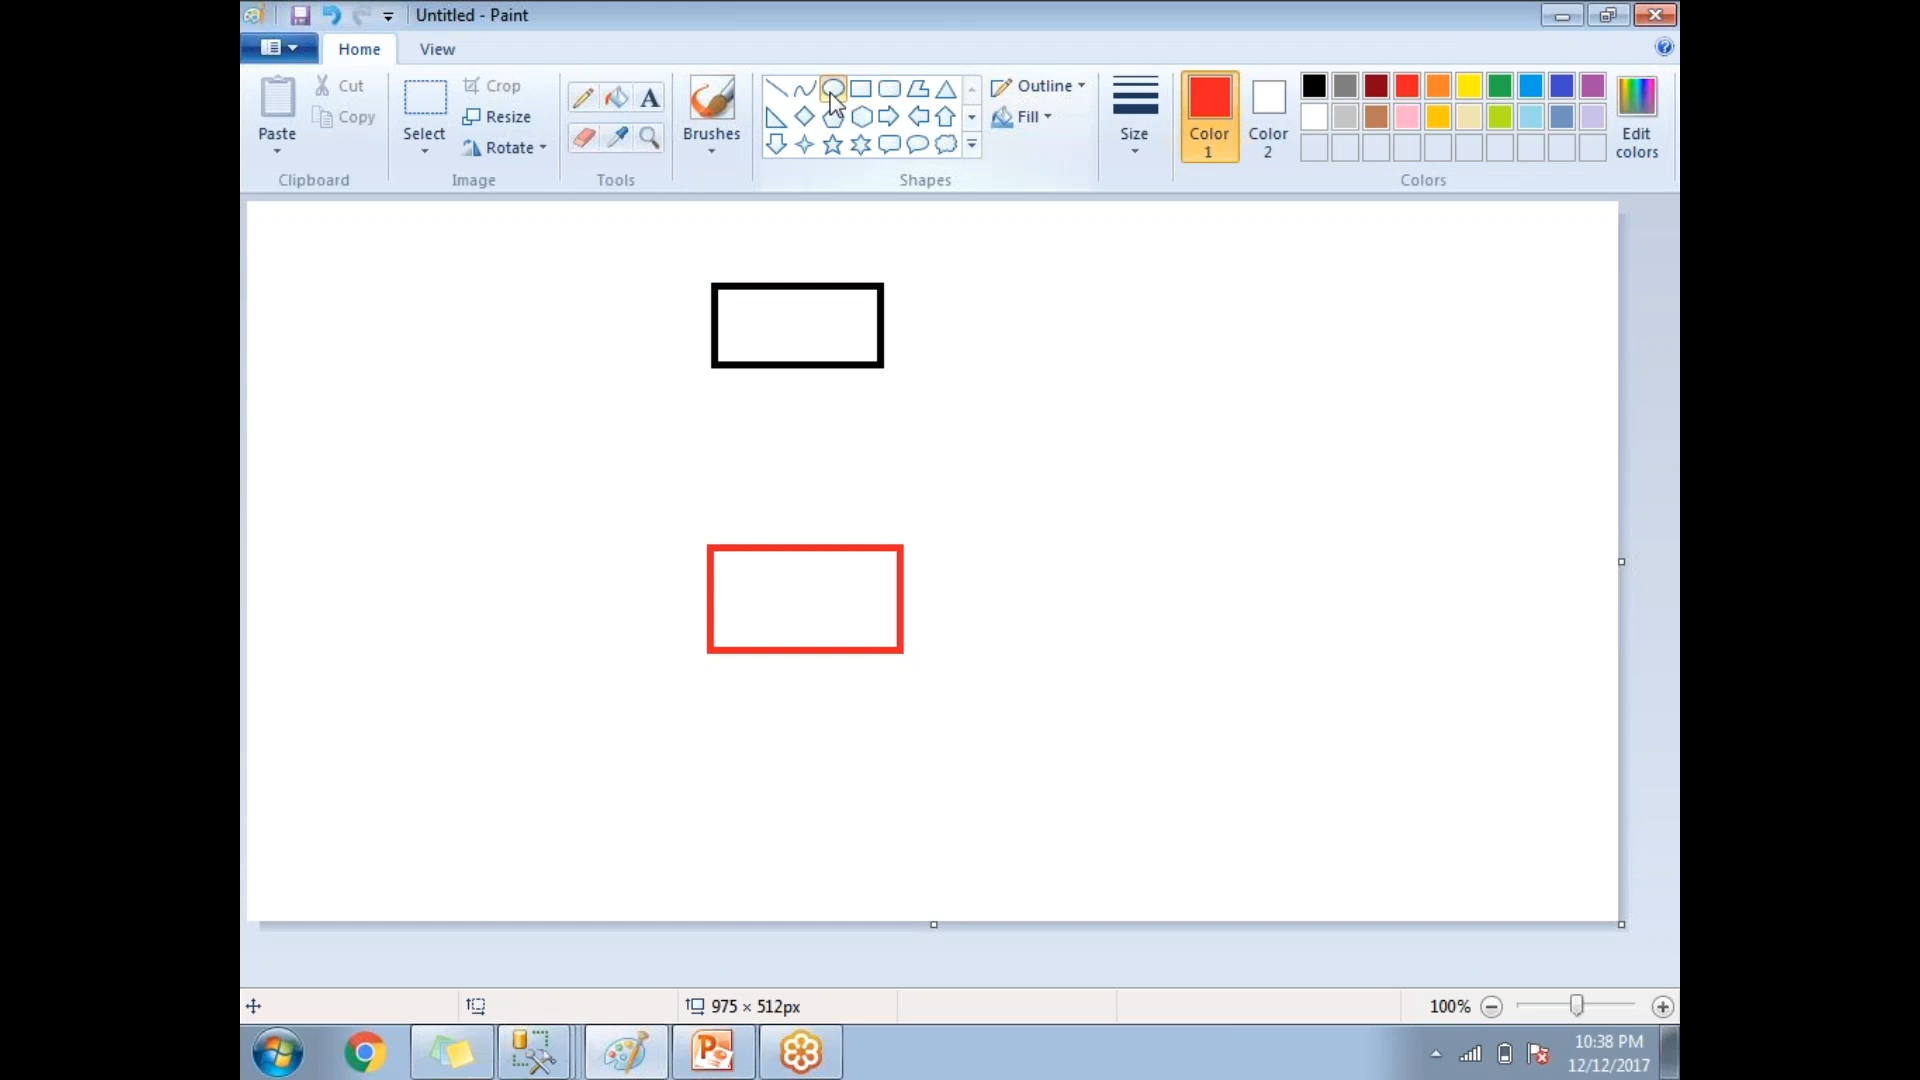 Untitled - Paint
Home
View
Paste
Cut
Copy
Clipboard
Select
Crop
Resize
Rotate
Image
A
Tools
Brushes
Shapes
Outline
Fill
Size
Color 1
Color 2
Edit colors
Colors
975 × 512px
100%
10:38 PM
12/12/2017